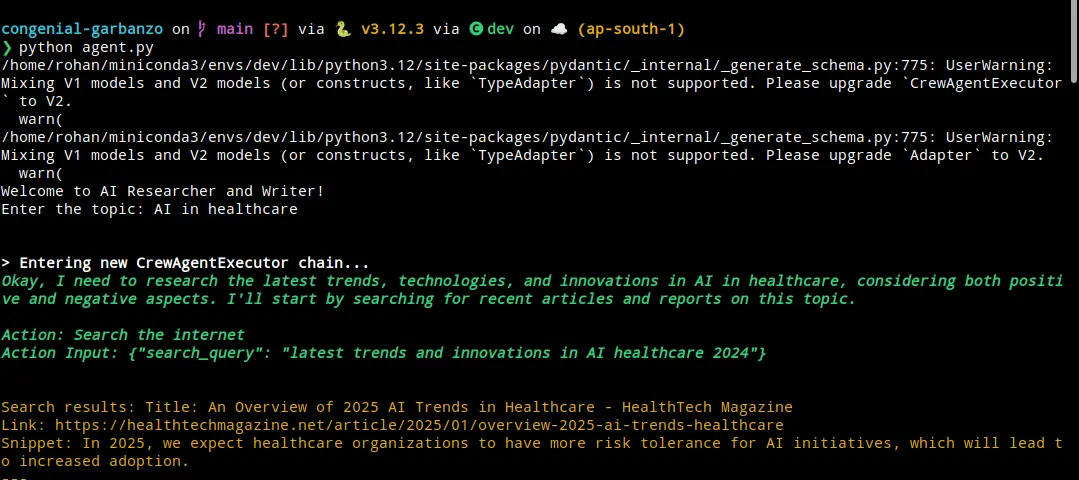 congenial-garbanzo on main [?] via 🐍 v3.12.3 via C dev on ☁️ (ap-south-1)
❯ python agent.py
/home/rohan/miniconda3/envs/dev/lib/python3.12/site-packages/pydantic/_internal/_generate_schema.py:775: UserWarning:
Mixing V1 models and V2 models (or constructs, like `TypeAdapter`) is not supported. Please upgrade `CrewAgentExecutor
` to V2.
  warn(
/home/rohan/miniconda3/envs/dev/lib/python3.12/site-packages/pydantic/_internal/_generate_schema.py:775: UserWarning:
Mixing V1 models and V2 models (or constructs, like `TypeAdapter`) is not supported. Please upgrade `Adapter` to V2.
  warn(
Welcome to AI Researcher and Writer!
Enter the topic: AI in healthcare
> Entering new CrewAgentExecutor chain...
Okay, I need to research the latest trends, technologies, and innovations in AI in healthcare, considering both positi
ve and negative aspects. I'll start by searching for recent articles and reports on this topic.
Action: Search the internet
Action Input: {"search_query": "latest trends and innovations in AI healthcare 2024"}
Search results: Title: An Overview of 2025 AI Trends in Healthcare - HealthTech Magazine
Link: https://healthtechmagazine.net/article/2025/01/overview-2025-ai-trends-healthcare
Snippet: In 2025, we expect healthcare organizations to have more risk tolerance for AI initiatives, which will lead t
o increased adoption.
---